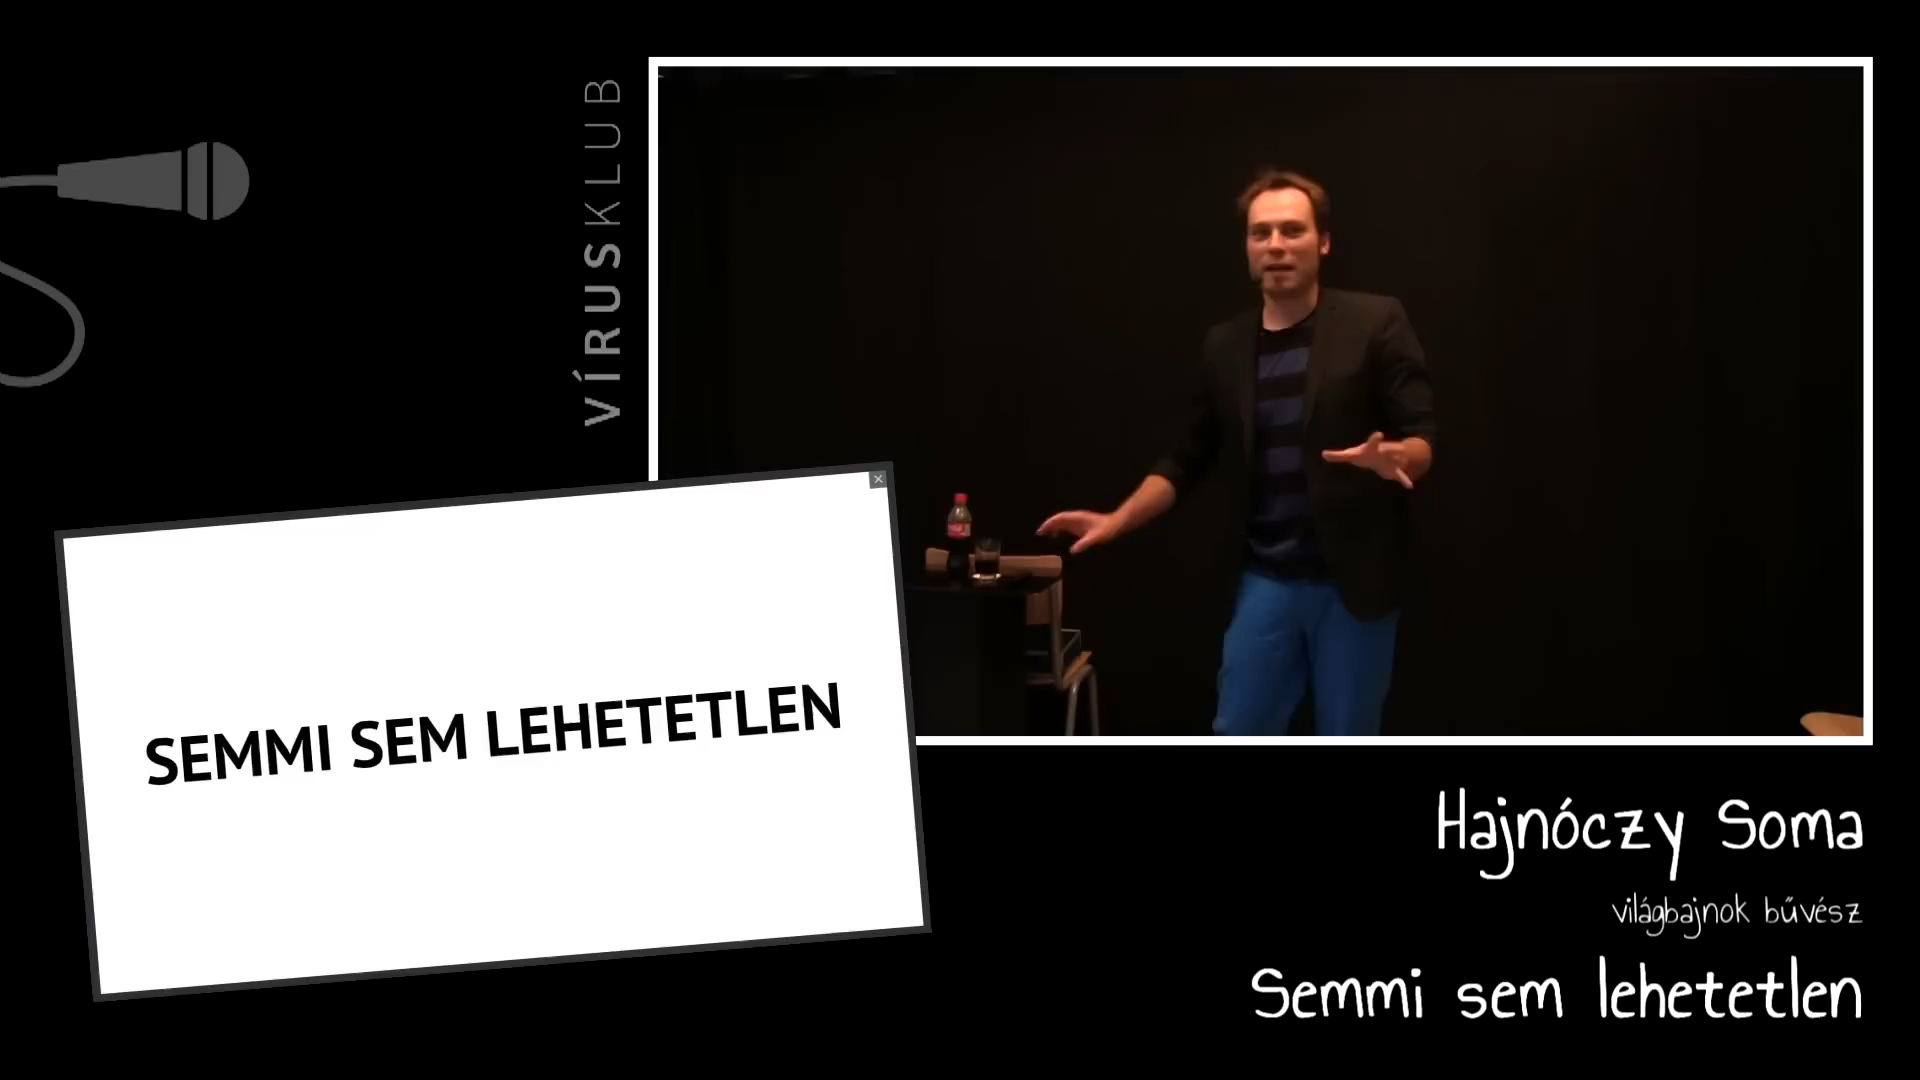 VÍRUSKLUB
SEMMI SEM LEHETETLEN
Hajnóczy Soma
világbajnok bűvész
Semmi sem lehetetlen